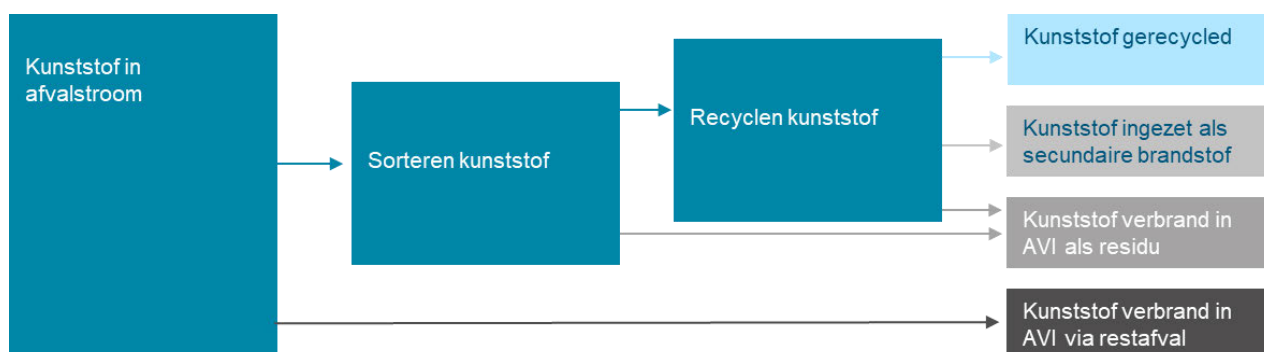 Kunststof in
afvalstroom
Sorteren kunststof
Recyclen kunststof
Kunststof gerecycled
Kunststof ingezet als
secundaire brandstof
Kunststof verbrand in
AVI als residu
Kunststof verbrand in
AVI via restafval